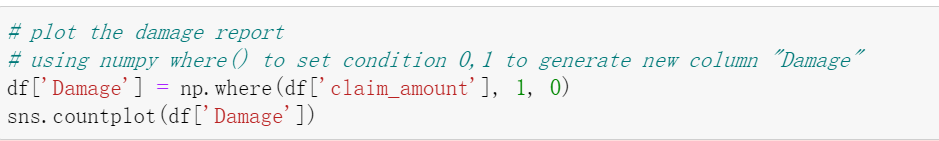 # plot the damage report
# using numpy where() to set condition 0,1 to generate new column "Damage"
df['Damage'] = np.where(df['claim_amount'], 1, 0)
sns.countplot(df['Damage'])